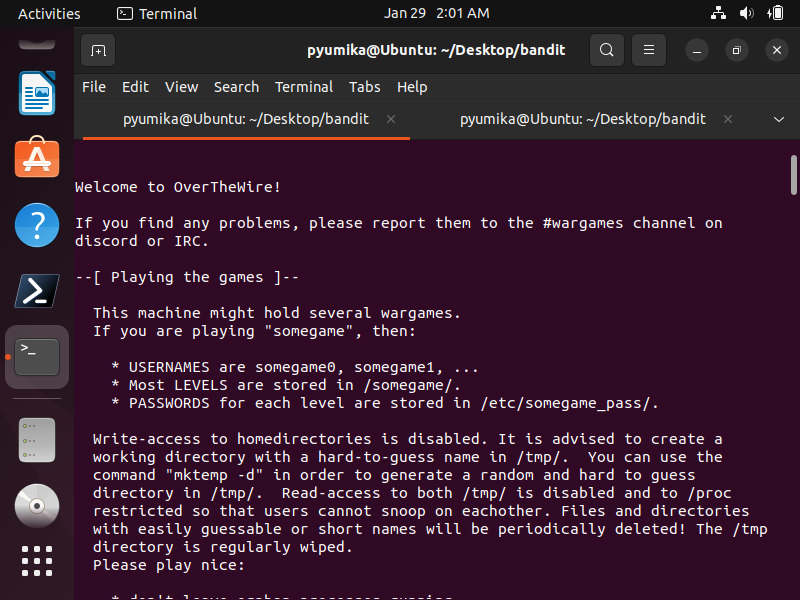 Activities
Terminal
Jan 29 2:01 AM
pyumika@Ubuntu: ~/Desktop/bandit
File Edit View Search Terminal Tabs Help
pyumika@Ubuntu: ~/Desktop/bandit
pyumika@Ubuntu: ~/Desktop/bandit
Welcome to OverTheWire!
If you find any problems, please report them to the #wargames channel on
discord or IRC.
--[ Playing the games ]--
This machine might hold several wargames.
If you are playing "somegame", then:
* USERNAMES are somegame0, somegame1, ...
* Most LEVELS are stored in /somegame/.
* PASSWORDS for each level are stored in /etc/somegame_pass/.
Write-access to homedirectories is disabled. It is advised to create a
working directory with a hard-to-guess name in /tmp/.  You can use the
command "mktemp -d" in order to generate a random and hard to guess
directory in /tmp/.  Read-access to both /tmp/ is disabled and to /proc
restricted so that users cannot snoop on eachother. Files and directories
with easily guessable or short names will be periodically deleted! The /tmp
directory is regularly wiped.
Please play nice:
* don't leave orphan processes running